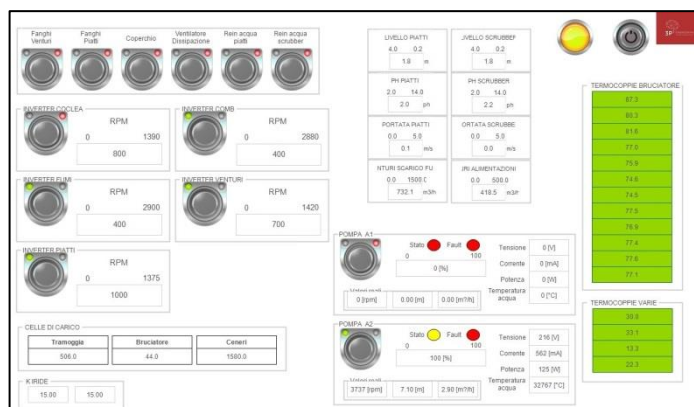 Fanghi Venturi
Fanghi Piatti
Coperchio
Ventilatore Dissipazione
Rein acqua piatti
Rein acqua scrubber
INVERTER COCLEA
RPM
0 1390
800
INVERTER COMB
RPM
0 2880
400
INVERTER FUMI
RPM
0 2900
400
INVERTER VENTURI
RPM
0 1420
700
INVERTER PIATTI
RPM
0 1375
1000
CELLE DI CARICO
Tramoggia Bruciatore Ceneri
506.0 44.0 1580.0
K IRIDE
15.00 15.00
LIVELLO PIATTI
4.0 0.2
1.8 m
LIVELLO SCRUBBEF
4.0 0.2
1.8 m
PH PIATTI
2.0 14.0
2.0 ph
PH SCRUBBER
2.0 14.0
2.2 ph
PORTATA PIATTI
0.0 5.0
0.1 m/s
ORTATA SCRUBBE
0.0 5.0
0.0 m/s
NTURI SCARICO FU
0.0 1500.0
732.1 m3/h
IRI ALIMENTAZIONI
0.0 500.0
418.5 m3/h
POMPA A1
Stato Fault
0 100
0 [%]
Valori reali
0 [rpm] 0.00 [m] 0.00 [m³/h]
Tensione 0 [V]
Corrente 0 [mA]
Potenza 0 [W]
Temperatura acqua 0 [°C]
POMPA A2
Stato Fault
0 100
100 [%]
Valori reali
3737 [rpm] 7.10 [m] 2.90 [m³/h]
Tensione 216 [V]
Corrente 562 [mA]
Potenza 125 [W]
Temperatura acqua 32767 [°C]
TERMOCOPPIE BRUCIATORE
81.6
77.0
75.9
74.6
74.5
77.5
76.9
77.4
77.6
77.1
TERMOCOPPIE VARIE
33.1
13.3
22.3